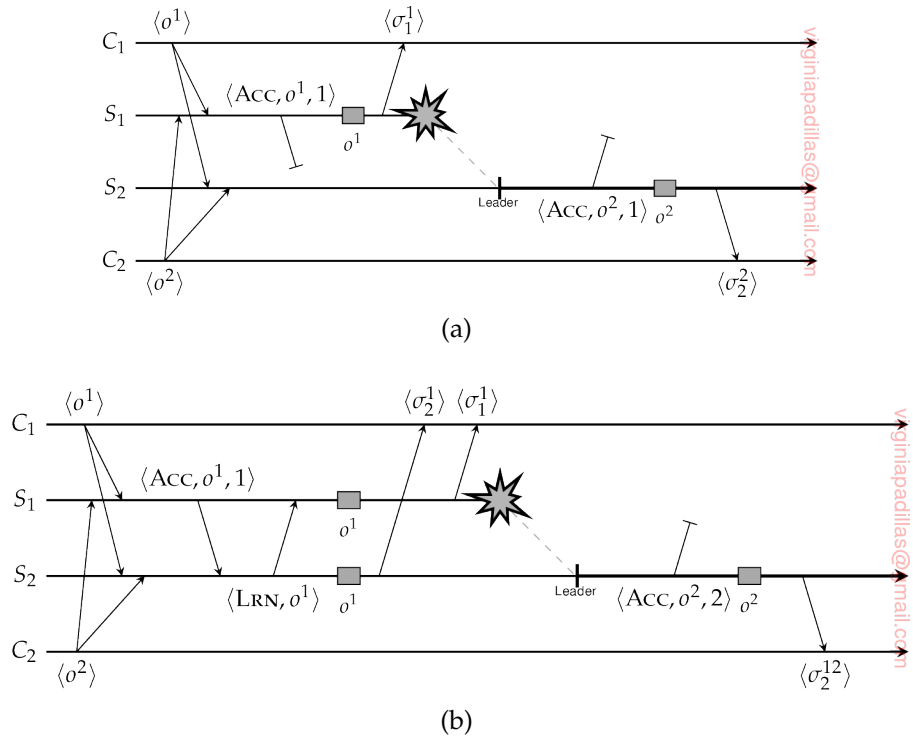 ⟨o¹⟩ ⟨σ₁¹⟩
C₁
⟨Acc, o¹, 1⟩
S₁
o¹
S₂
Leader
⟨Acc, o², 1⟩ o²
C₂
⟨o²⟩ ⟨σ₂²⟩
virginiapadillas@gmail.com
(a)
⟨o¹⟩ ⟨σ₂¹⟩ ⟨σ₁¹⟩
C₁
⟨Acc, o¹, 1⟩
S₁
o¹
S₂
⟨Lrn, o¹⟩ o¹
Leader
⟨Acc, o², 2⟩ o²
C₂
⟨o²⟩ ⟨σ₂¹²⟩
virginiapadillas@gmail.com
(b)